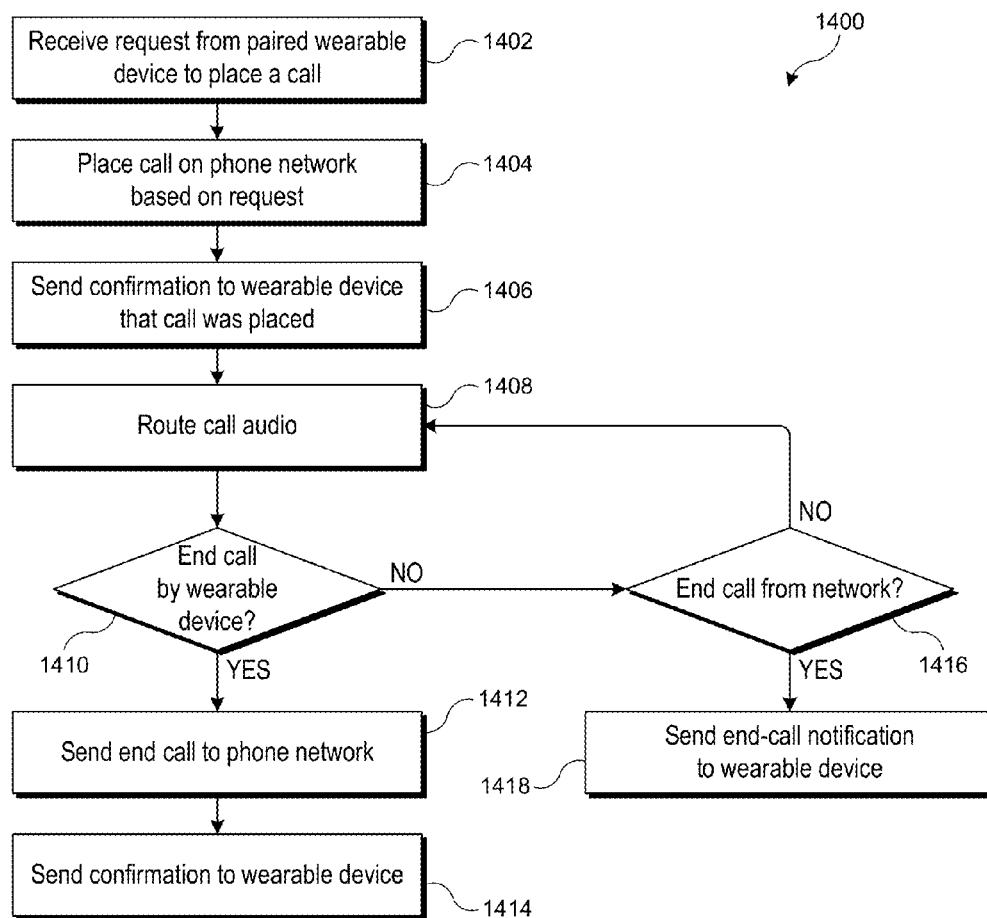 Receive request from paired wearable
device to place a call
1402
1400
Place call on phone network
based on request
1404
Send confirmation to wearable device
that call was placed
1406
Route call audio
1408
End call
by wearable
device?
1410
NO
YES
End call from network?
1416
NO
YES
Send end call to phone network
1412
Send end-call notification
to wearable device
1418
Send confirmation to wearable device
1414